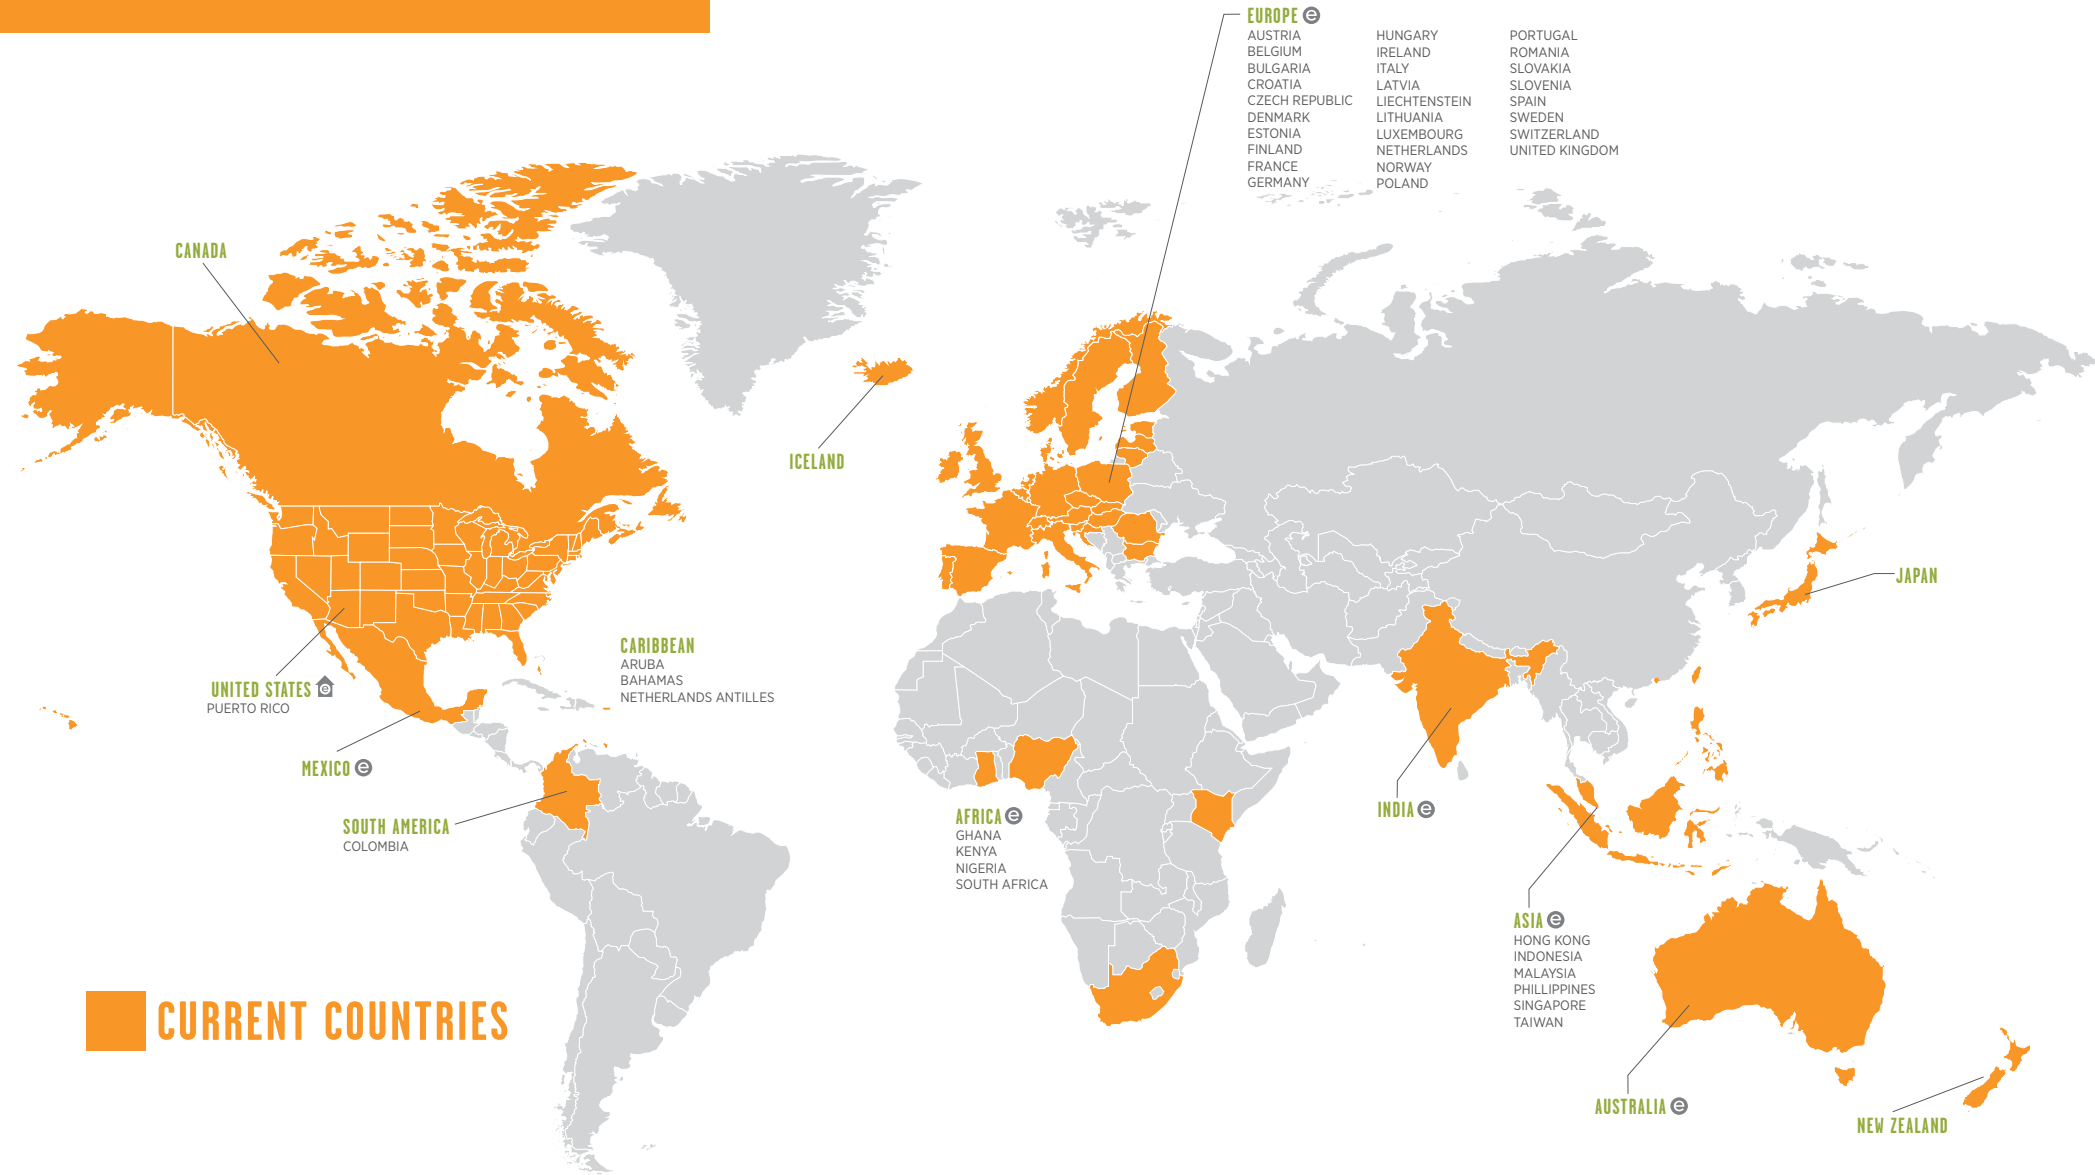 EUROPE e
AUSTRIA
BELGIUM
BULGARIA
CROATIA
CZECH REPUBLIC
DENMARK
ESTONIA
FINLAND
FRANCE
GERMANY
HUNGARY
IRELAND
ITALY
LATVIA
LIECHTENSTEIN
LITHUANIA
LUXEMBOURG
NETHERLANDS
NORWAY
POLAND
PORTUGAL
ROMANIA
SLOVAKIA
SLOVENIA
SPAIN
SWEDEN
SWITZERLAND
UNITED KINGDOM
CANADA
ICELAND
JAPAN
CARIBBEAN
ARUBA
BAHAMAS
NETHERLANDS ANTILLES
UNITED STATES e
PUERTO RICO
MEXICO e
SOUTH AMERICA
COLOMBIA
AFRICA e
GHANA
KENYA
NIGERIA
SOUTH AFRICA
INDIA e
ASIA e
HONG KONG
INDONESIA
MALAYSIA
PHILLIPPINES
SINGAPORE
TAIWAN
CURRENT COUNTRIES
AUSTRALIA e
NEW ZEALAND